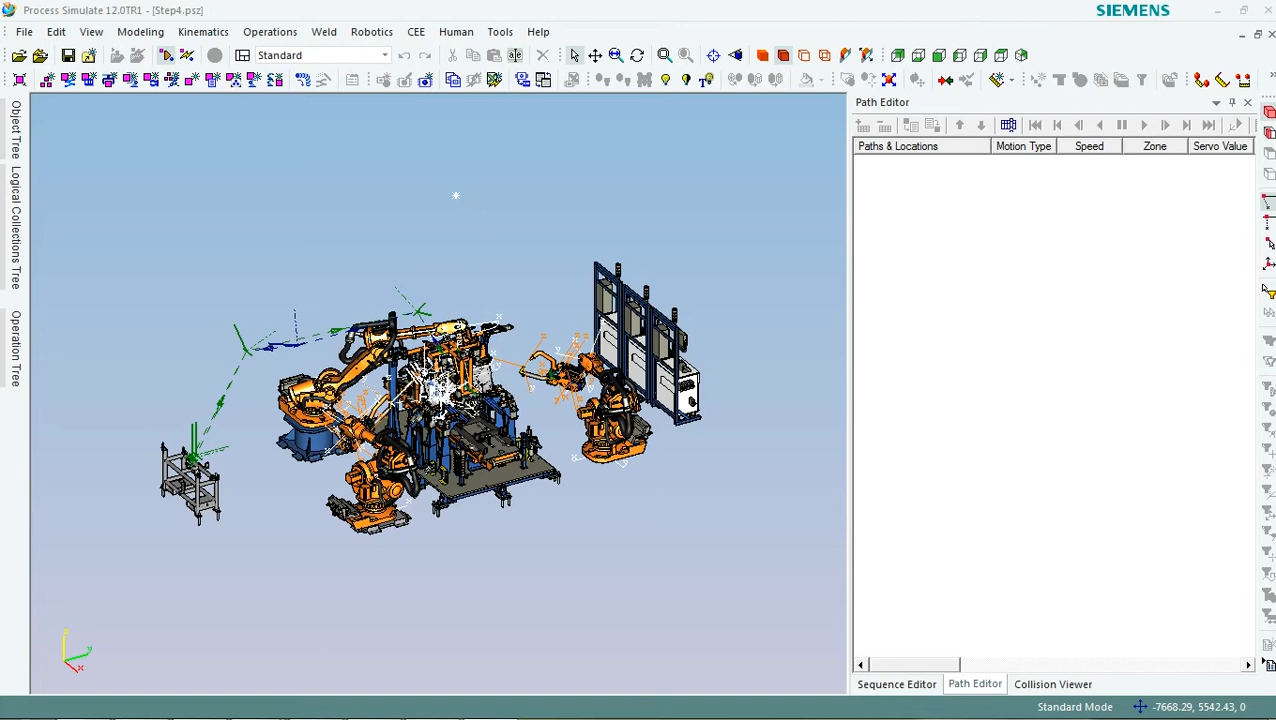 Process Simulate 12.0TR1 - [Step4.psz]
SIEMENS
File Edit View Modeling Kinematics Operations Weld Robotics CEE Human Tools Help
Standard
Path Editor
Paths & Locations Motion Type Speed Zone Servo Value
Object Tree
Logical Collections Tree
Operation Tree
Sequence Editor Path Editor Collision Viewer
Standard Mode -7668.29, 5542.43, 0